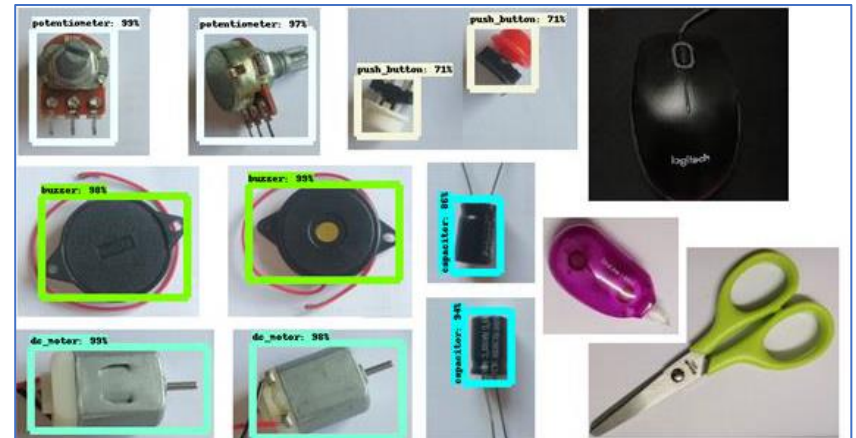 potentiometer: 99%
potentiometer: 97%
push_button: 71%
push_button: 71%
logitech
buzzer: 98%
buzzer: 99%
capacitor: 86%
dc_motor: 99%
dc_motor: 98%
capacitor: 94%